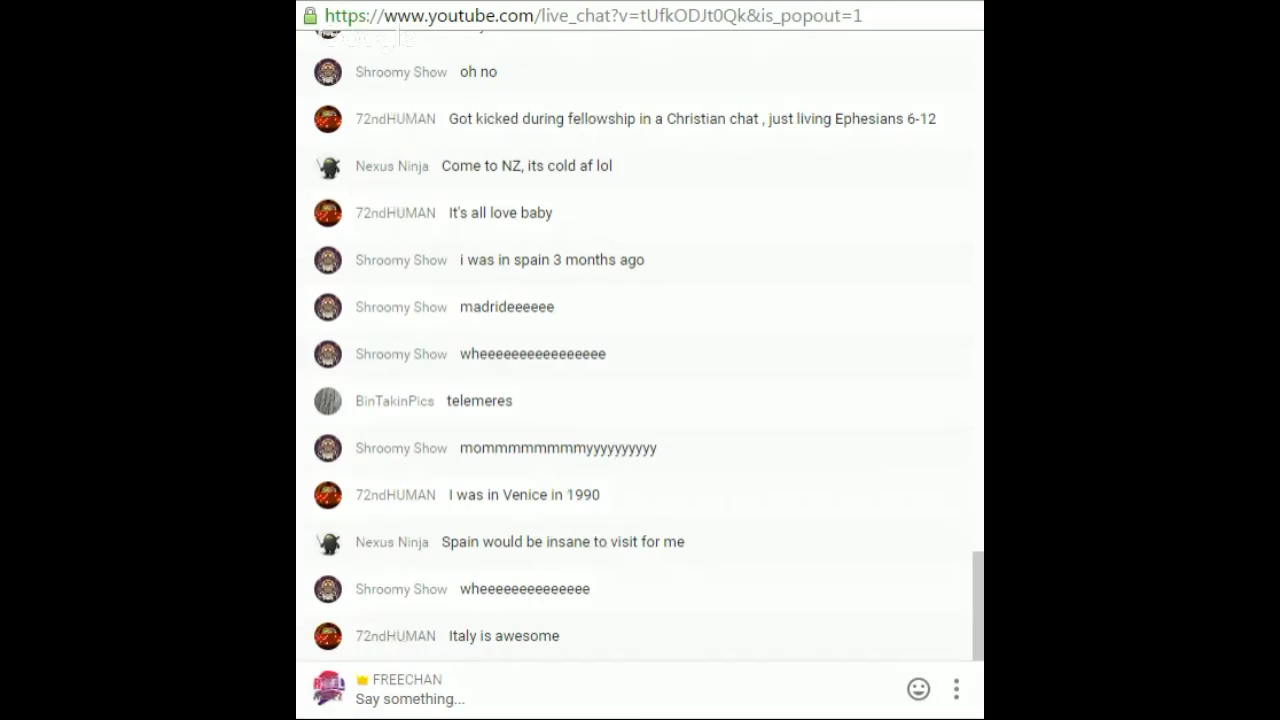 https://www.youtube.com/live_chat?v=tUfkODJt0Qk&is_popout=1
Google
Shroomy Show oh no
72ndHUMAN Got kicked during fellowship in a Christian chat , just living Ephesians 6-12
Nexus Ninja Come to NZ, its cold af lol
72ndHUMAN It's all love baby
Shroomy Show i was in spain 3 months ago
Shroomy Show madrideeeeee
Shroomy Show wheeeeeeeeeeeeeeee
BinTakinPics telemeres
Shroomy Show mommmmmmmmyyyyyyyyyy
72ndHUMAN I was in Venice in 1990
Nexus Ninja Spain would be insane to visit for me
Shroomy Show wheeeeeeeeeeeeee
72ndHUMAN Italy is awesome
FREECHAN
Say something...